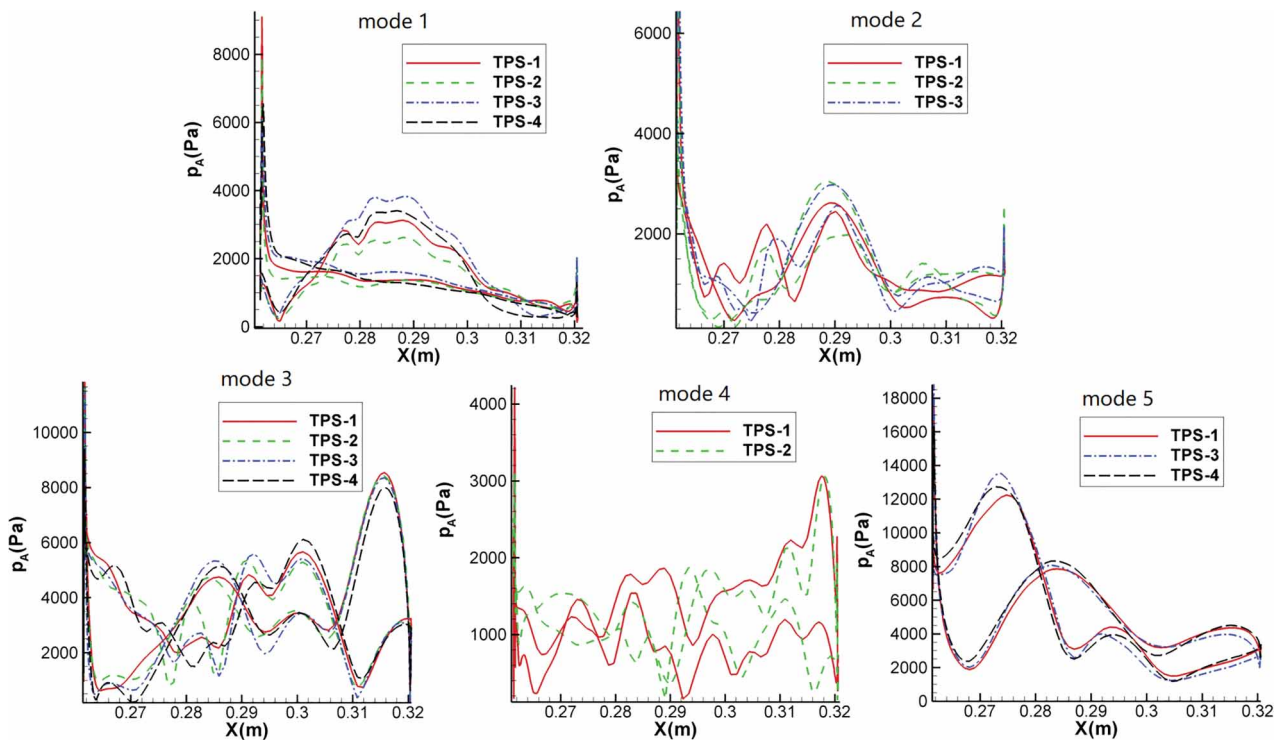 mode 1
p_A(Pa)
8000
6000
4000
2000
0
TPS-1
TPS-2
TPS-3
TPS-4
0.27 0.28 0.29 0.3 0.31 0.32
X(m)
mode 2
p_A(Pa)
6000
4000
2000
TPS-1
TPS-2
TPS-3
0.27 0.28 0.29 0.3 0.31 0.32
X(m)
mode 3
p_A(Pa)
10000
8000
6000
4000
2000
TPS-1
TPS-2
TPS-3
TPS-4
0.27 0.28 0.29 0.3 0.31 0.32
X(m)
mode 4
p_A(Pa)
4000
3000
2000
1000
TPS-1
TPS-2
0.27 0.28 0.29 0.3 0.31 0.32
X(m)
mode 5
p_A(Pa)
18000
16000
14000
12000
10000
8000
6000
4000
2000
0
TPS-1
TPS-3
TPS-4
0.27 0.28 0.29 0.3 0.31 0.32
X(m)